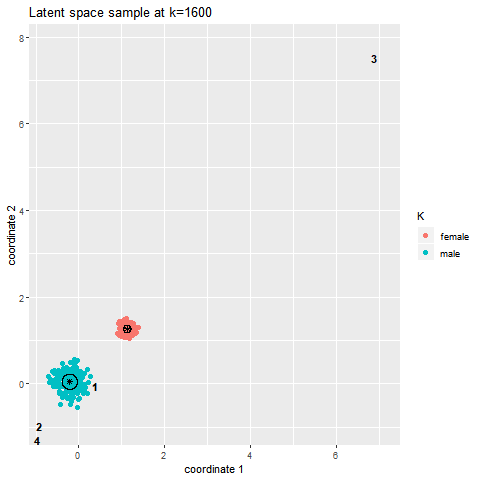 Latent space sample at k=1600
8
6
4
2
0
0
2
4
6
coordinate 2
coordinate 1
3
1
2
4
K
female
male